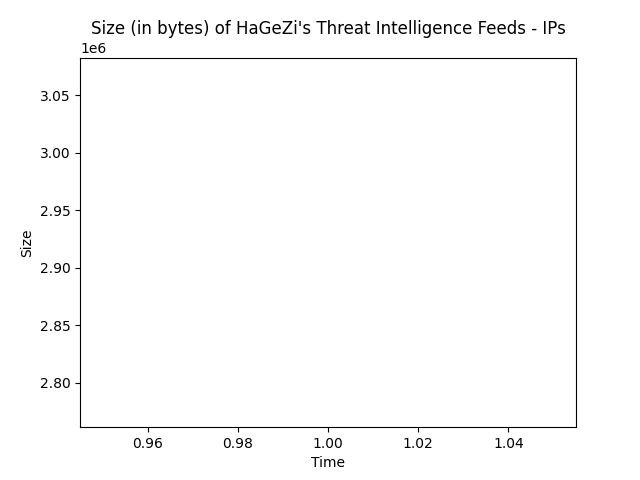 Size (in bytes) of HaGeZi's Threat Intelligence Feeds - IPs
1e6
3.05
3.00
2.95
2.90
2.85
2.80
Size
0.96 0.98 1.00 1.02 1.04
Time